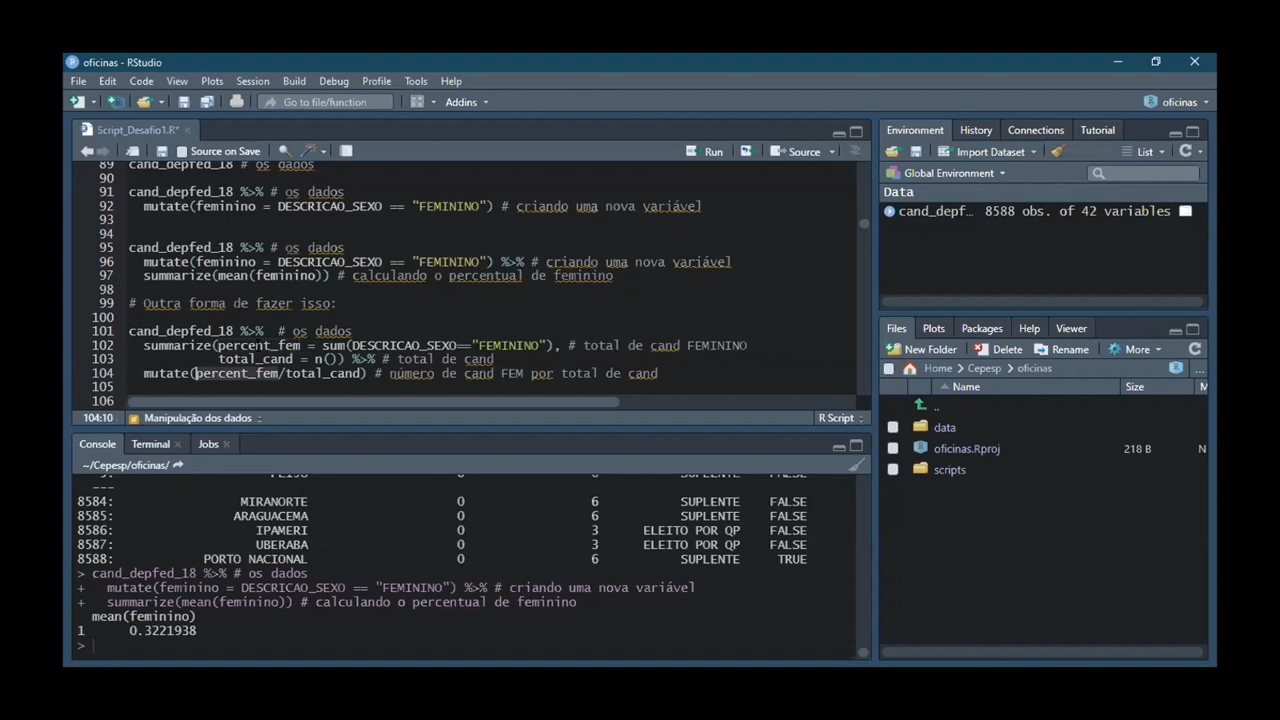 oficinas - RStudio
File Edit Code View Plots Session Build Debug Profile Tools Help
Go to file/function Addins oficinas
Script_Desafio1.R*
Source on Save Run Source
89 cand_depfed_18 # os dados
90
91 cand_depfed_18 %>% # os dados
92 mutate(feminino = DESCRICAO_SEXO == "FEMININO") # criando uma nova variável
93
94
95 cand_depfed_18 %>% # os dados
96 mutate(feminino = DESCRICAO_SEXO == "FEMININO") %>% # criando uma nova variável
97 summarize(mean(feminino)) # calculando o percentual de feminino
98
99 # Outra forma de fazer isso:
100
101 cand_depfed_18 %>% # os dados
102 summarize(percent_fem = sum(DESCRICAO_SEXO=="FEMININO"), # total de cand FEMININO
103 total_cand = n()) %>% # total de cand
104 mutate(percent_fem/total_cand) # número de cand FEM por total de cand
105
106
104:10 Manipulação dos dados R Script
Console Terminal Jobs
~/Cepesp/oficinas/
---
8584: MIRANORTE 0 6 SUPLENTE FALSE
8585: ARAGUACEMA 0 6 SUPLENTE FALSE
8586: IPAMERI 0 3 ELEITO POR QP FALSE
8587: UBERABA 0 3 ELEITO POR QP FALSE
8588: PORTO NACIONAL 0 6 SUPLENTE TRUE
> cand_depfed_18 %>% # os dados
+ mutate(feminino = DESCRICAO_SEXO == "FEMININO") %>% # criando uma nova variável
+ summarize(mean(feminino)) # calculando o percentual de feminino
mean(feminino)
1 0.3221938
>
Environment History Connections Tutorial
Import Dataset List
Global Environment
Data
cand_depf… 8588 obs. of 42 variables
Files Plots Packages Help Viewer
New Folder Delete Rename More
Home Cepesp oficinas ...
Name Size M
..
data
oficinas.Rproj 218 B N
scripts